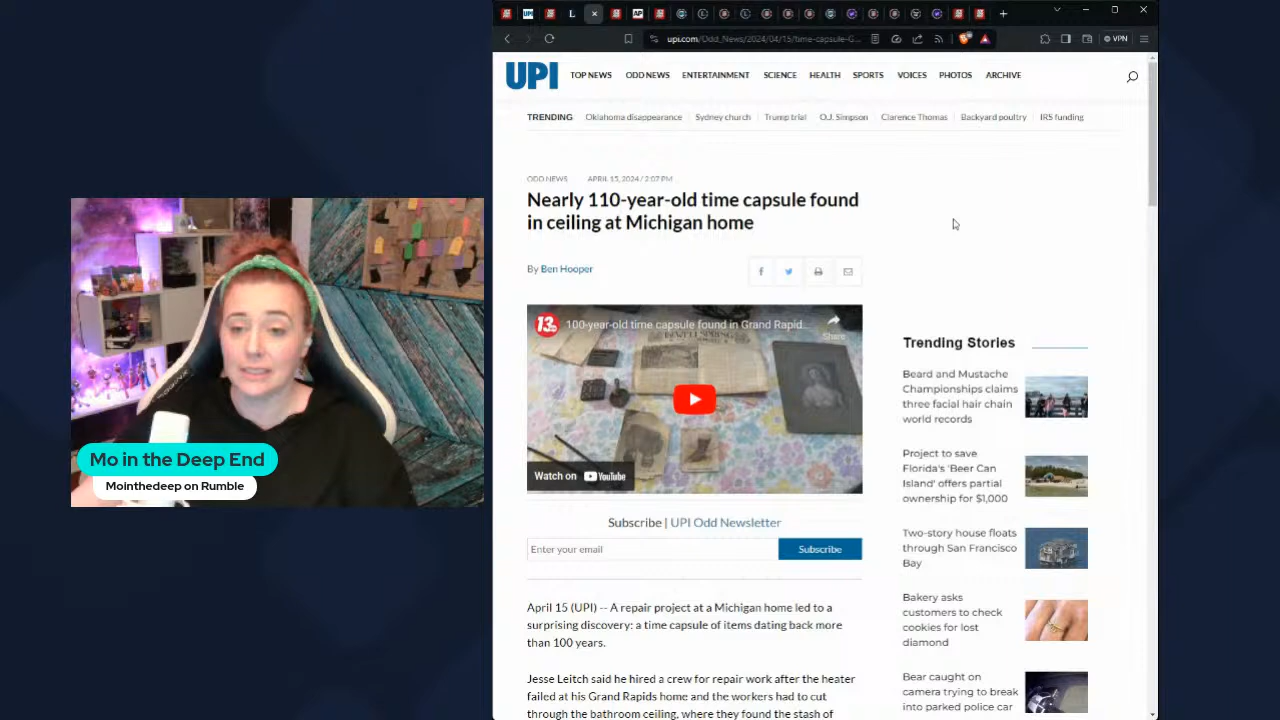 upi.com/Odd_News/2024/04/15/time-capsule-G...
VPN
UPI
TOP NEWS
ODD NEWS
ENTERTAINMENT
SCIENCE
HEALTH
SPORTS
VOICES
PHOTOS
ARCHIVE
TRENDING
Oklahoma disappearance
Sydney church
Trump trial
O.J. Simpson
Clarence Thomas
Backyard poultry
IRS funding
ODD NEWS
APRIL 15, 2024 / 2:07 PM
Nearly 110-year-old time capsule found
in ceiling at Michigan home
By Ben Hooper
13
100-year-old time capsule found in Grand Rapid...
Share
Watch on YouTube
Subscribe | UPI Odd Newsletter
Enter your email
Subscribe
April 15 (UPI) -- A repair project at a Michigan home led to a
surprising discovery: a time capsule of items dating back more
than 100 years.
Jesse Leitch said he hired a crew for repair work after the heater
failed at his Grand Rapids home and the workers had to cut
through the bathroom ceiling, where they found the stash of
Trending Stories
Beard and Mustache
Championships claims
three facial hair chain
world records
Project to save
Florida's 'Beer Can
Island' offers partial
ownership for $1,000
Two-story house floats
through San Francisco
Bay
Bakery asks
customers to check
cookies for lost
diamond
Bear caught on
camera trying to break
into parked police car
Mo in the Deep End
Mointhedeep on Rumble